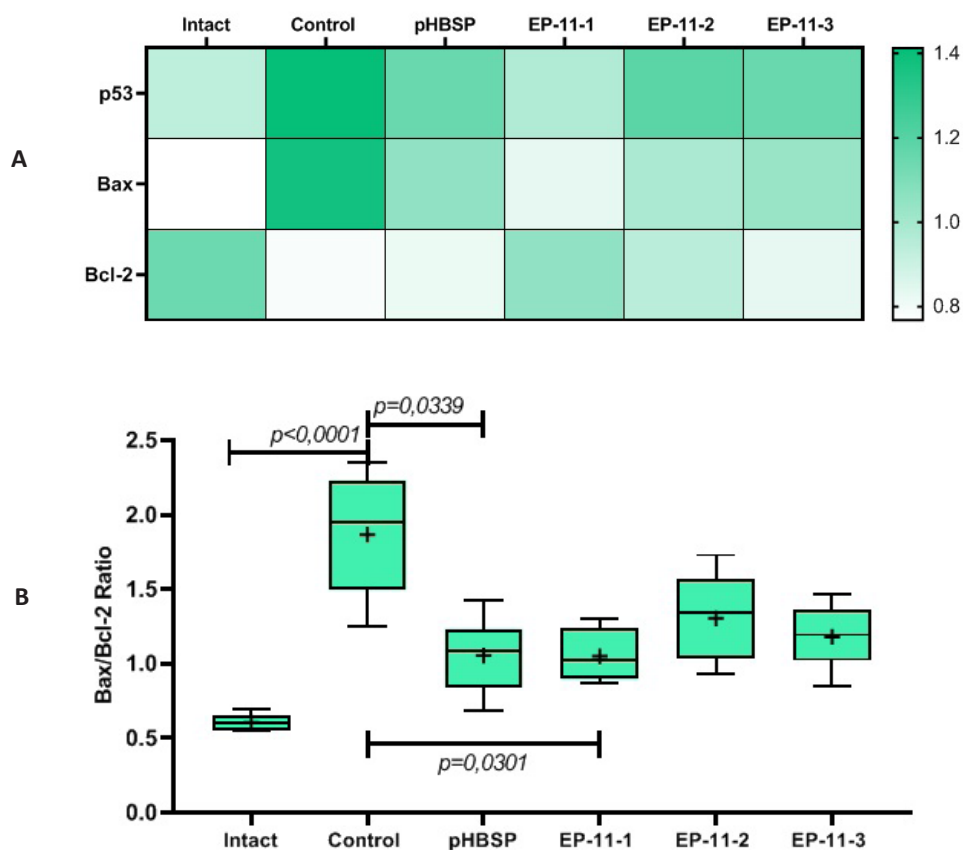 Intact Control pHBSP EP-11-1 EP-11-2 EP-11-3
A
p53
Bax
Bcl-2
1.4
1.2
1.0
0.8
B
Bax/Bcl-2 Ratio
2.5
2.0
1.5
1.0
0.5
0.0
p=0,0339
p<0,0001
p=0,0301
Intact Control pHBSP EP-11-1 EP-11-2 EP-11-3